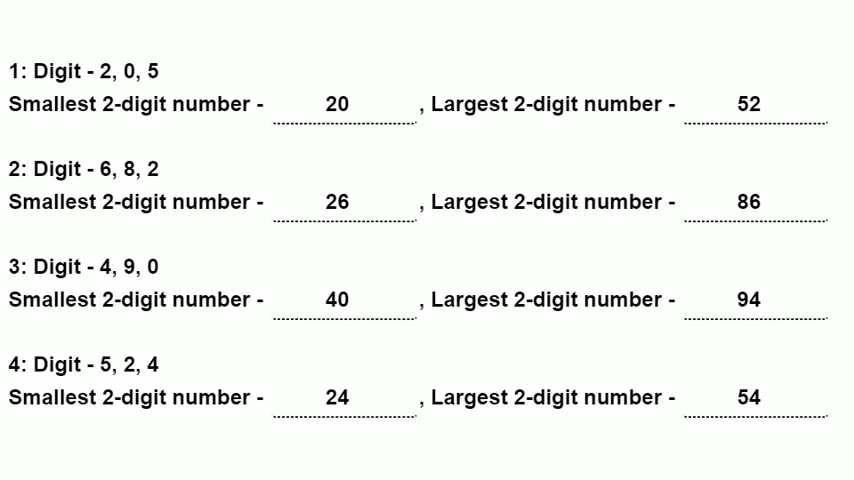 1: Digit - 2, 0, 5
Smallest 2-digit number - 20 , Largest 2-digit number - 52
2: Digit - 6, 8, 2
Smallest 2-digit number - 26 , Largest 2-digit number - 86
3: Digit - 4, 9, 0
Smallest 2-digit number - 40 , Largest 2-digit number - 94
4: Digit - 5, 2, 4
Smallest 2-digit number - 24 , Largest 2-digit number - 54